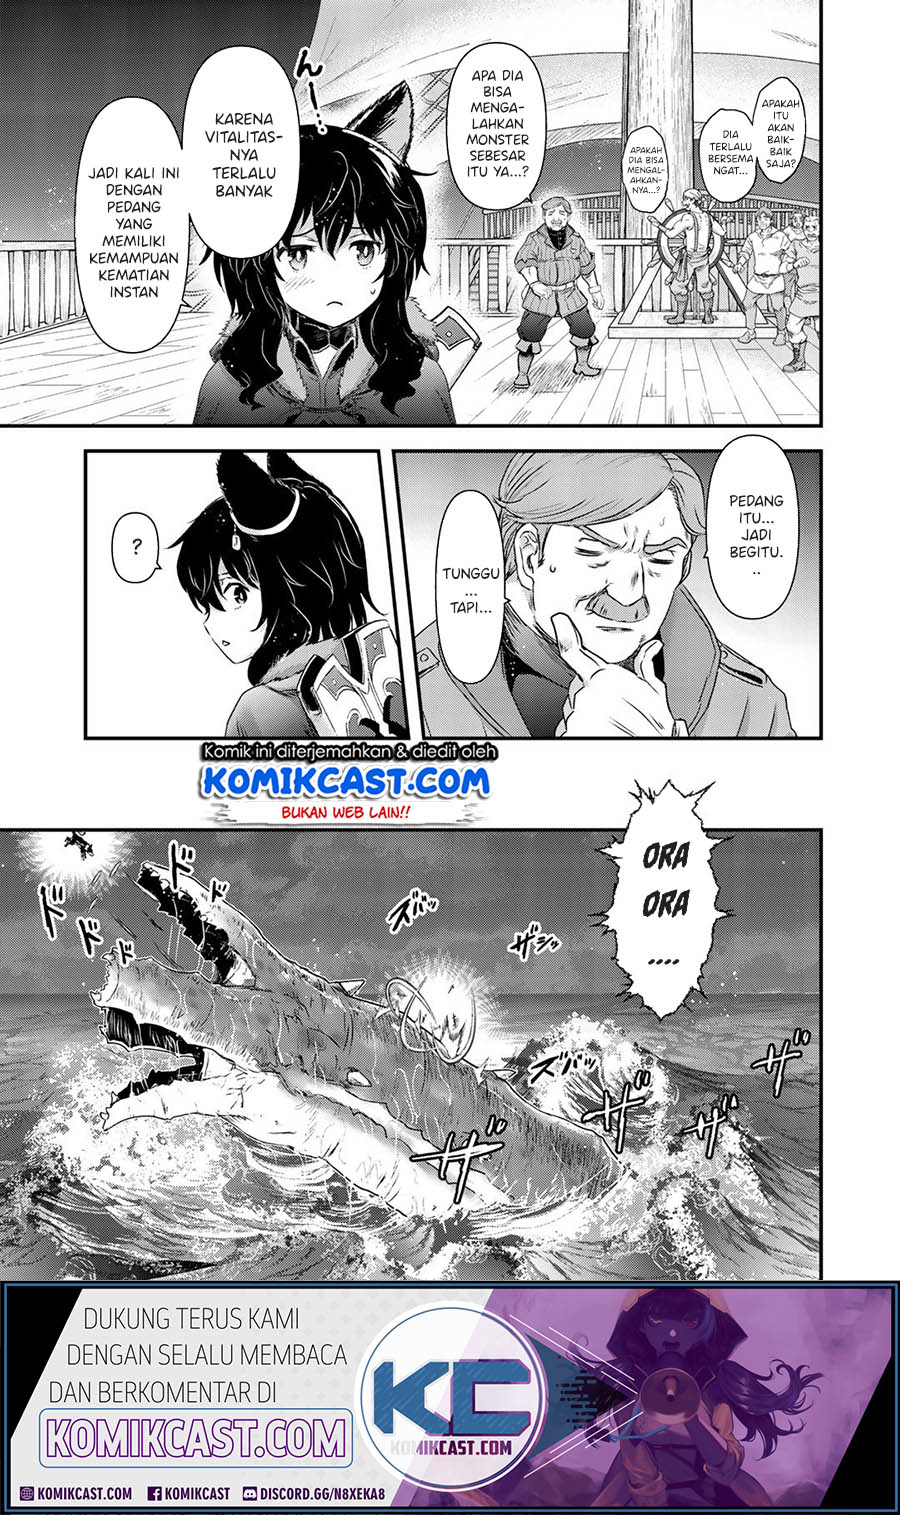 APAKAH
ITU
AKAN
BAIK-
BAIK
SAJA?
DIA
TERLALU
BERSEMA
NGAT...
APAKAH
DIA BISA
MENGAL-
AHKAN-
NYA...?
APA DIA
BISA
MENGA-
LAHKAN
MONSTER
SEBESAR
ITU YA...?
ん
ー
・・・
KARENA
VITALITAS-
NYA
TERLALU
BANYAK
JADI KALI INI
DENGAN
PEDANG
YANG
MEMILIKI
KEMAMPUAN
KEMATIAN
INSTAN
PEDANG
ITU...
JADI
BEGITU.
..
TUNGGU
...
TAPI...
?
Komik ini diterjemahkan & diedit oleh
KOMIKCAST.COM
BUKAN WEB LAIN!!
ORA
ORA
....
ドドド
ドドド
ズバッ
ザシッ
ズバッ
ザザザ
ザザ
DUKUNG TERUS KAMI
DENGAN SELALU MEMBACA
DAN BERKOMENTAR DI
KOMIKCAST.COM
KC
KOMIKCAST.COM
KOMIKCAST.COM
KOMIKCAST
DISCORD.GG/N8XEKA8